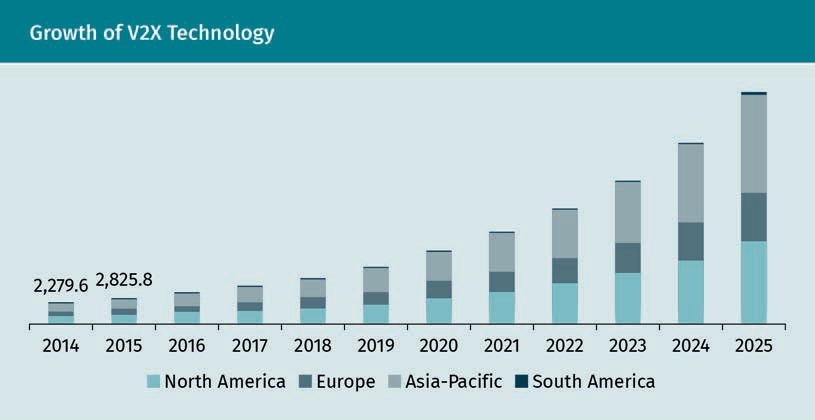 Growth of V2X Technology
2,279.6 2,825.8
2014 2015 2016 2017 2018 2019 2020 2021 2022 2023 2024 2025
North America Europe Asia-Pacific South America